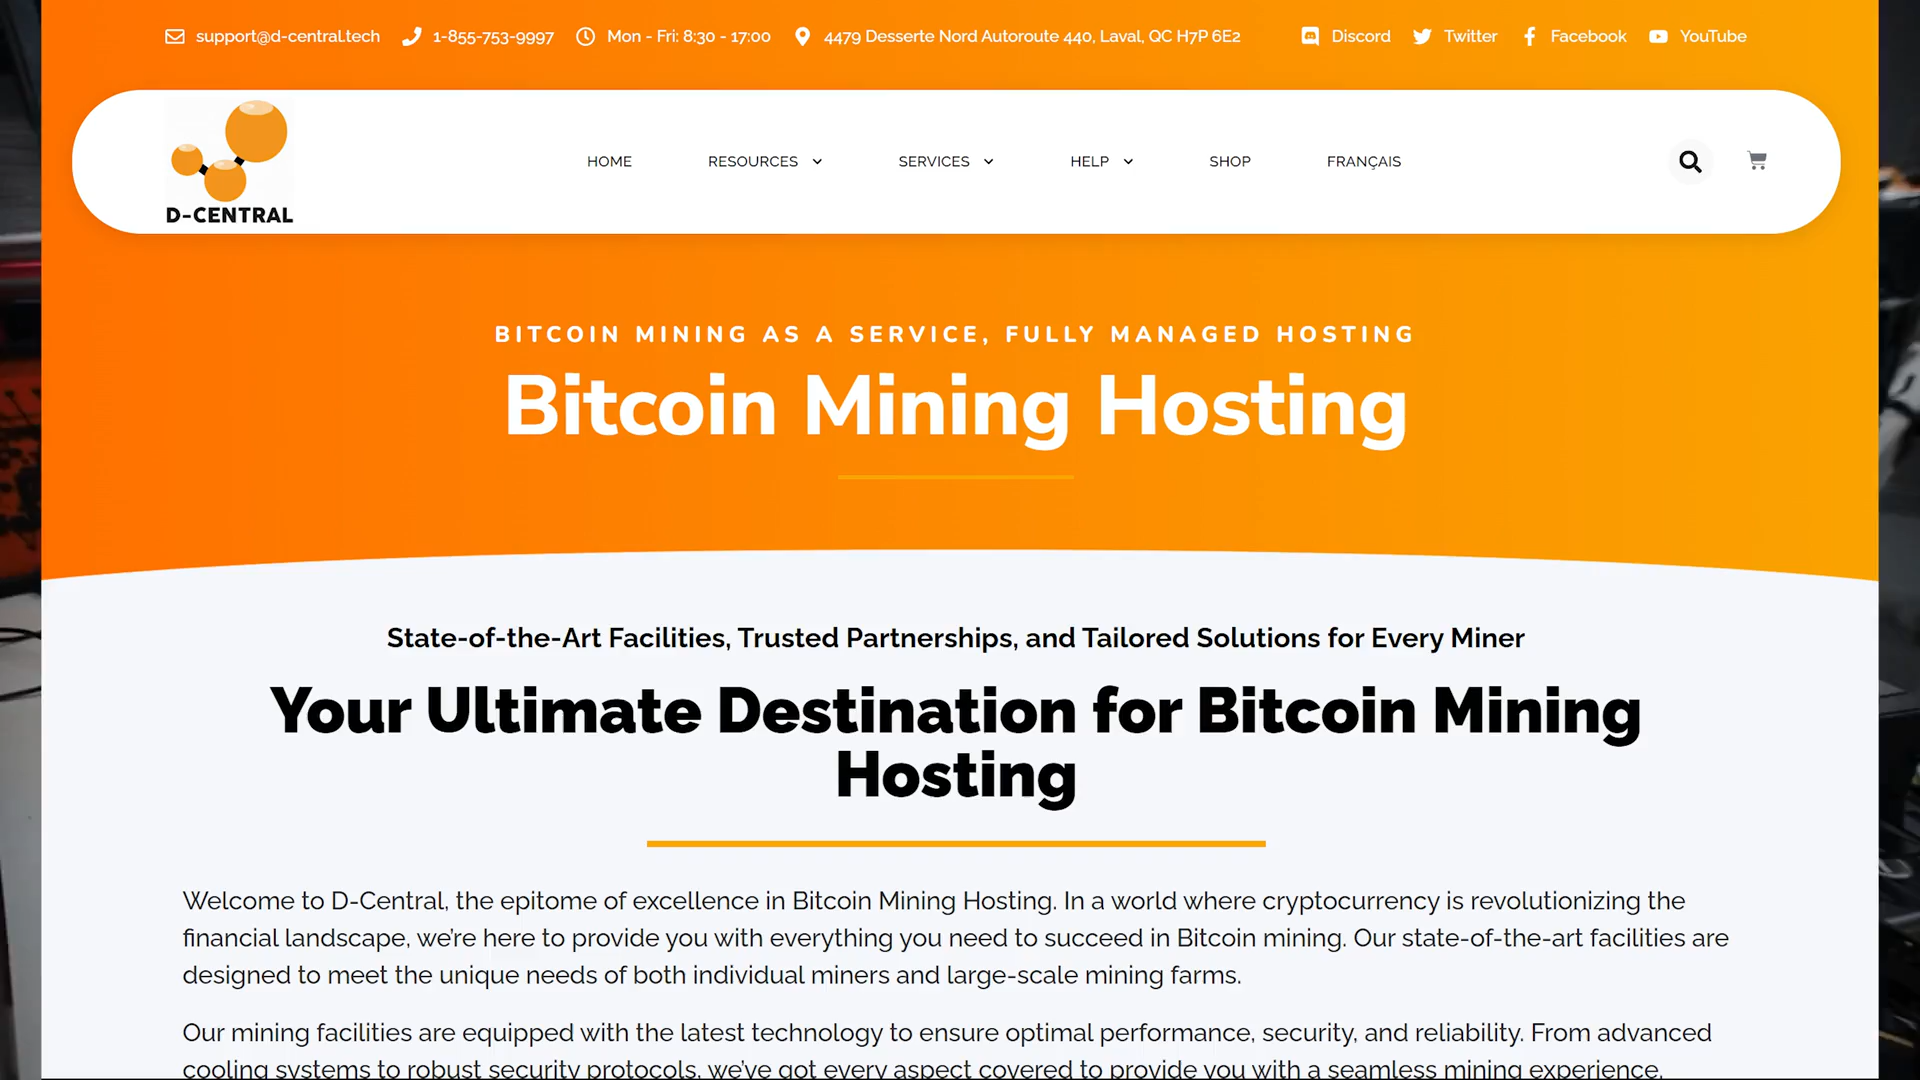 support@d-central.tech 1-855-753-9997 Mon - Fri: 8:30 - 17:00 4479 Desserte Nord Autoroute 440, Laval, QC H7P 6E2 Discord Twitter Facebook YouTube
D-CENTRAL
HOME RESOURCES SERVICES HELP SHOP FRANÇAIS
BITCOIN MINING AS A SERVICE, FULLY MANAGED HOSTING
Bitcoin Mining Hosting
State-of-the-Art Facilities, Trusted Partnerships, and Tailored Solutions for Every Miner
Your Ultimate Destination for Bitcoin Mining
Hosting
Welcome to D-Central, the epitome of excellence in Bitcoin Mining Hosting. In a world where cryptocurrency is revolutionizing the
financial landscape, we're here to provide you with everything you need to succeed in Bitcoin mining. Our state-of-the-art facilities are
designed to meet the unique needs of both individual miners and large-scale mining farms.
Our mining facilities are equipped with the latest technology to ensure optimal performance, security, and reliability. From advanced
cooling systems to robust security protocols, we've got every aspect covered to provide you with a seamless mining experience.